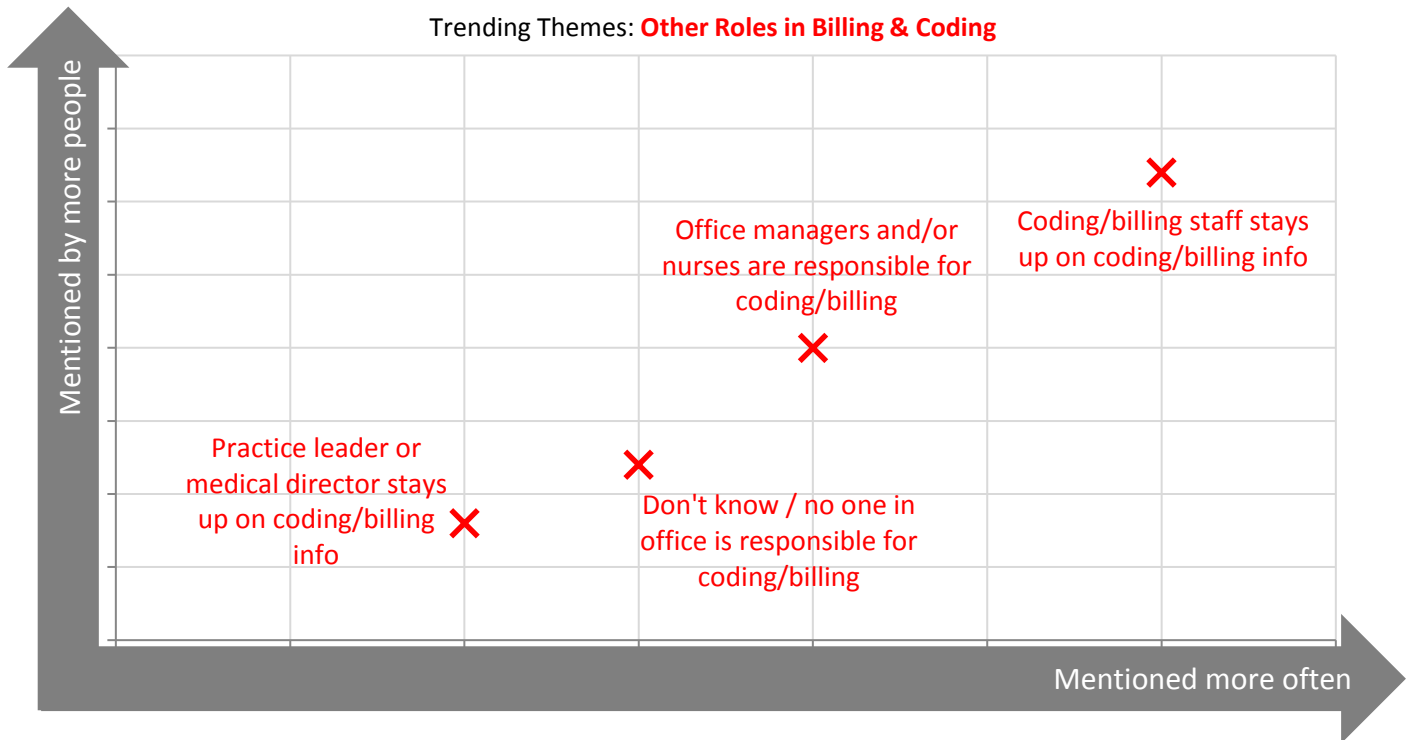 Trending Themes: Other Roles in Billing & Coding
Mentioned by more people
Coding/billing staff stays
up on coding/billing info
Office managers and/or
nurses are responsible for
coding/billing
Practice leader or
medical director stays
up on coding/billing
info
Don't know / no one in
office is responsible for
coding/billing
Mentioned more often